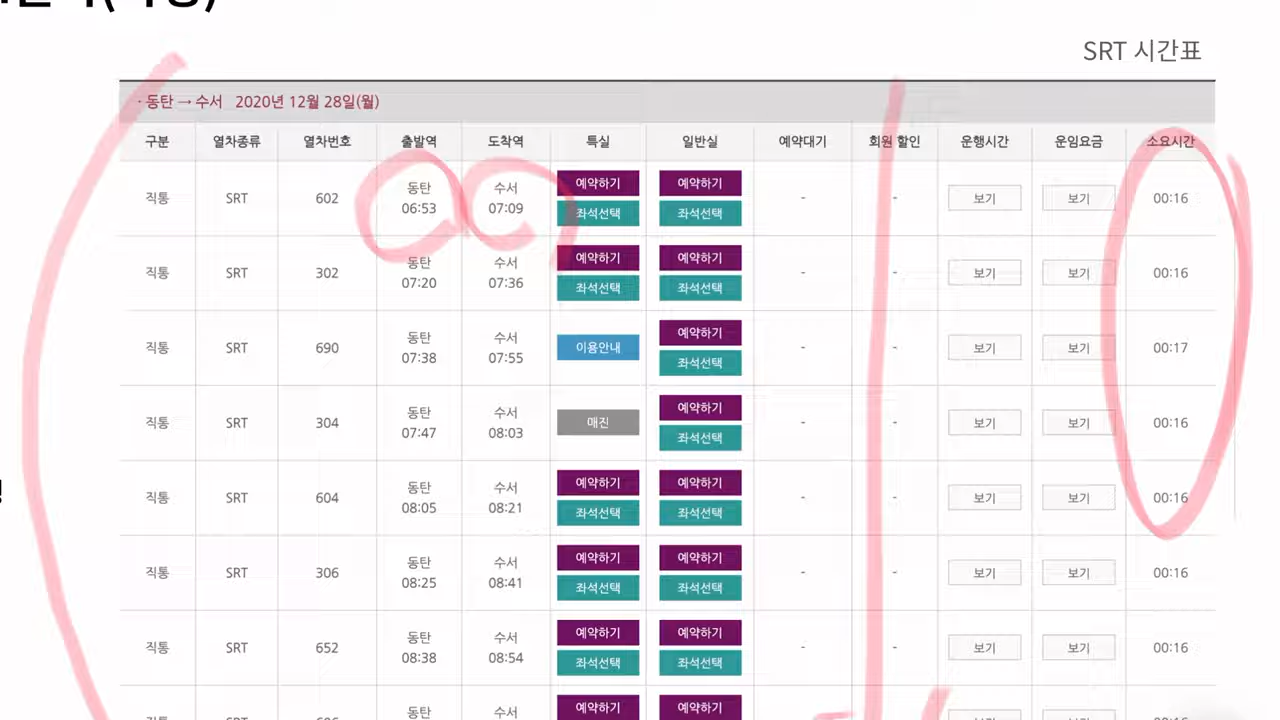 SRT 시간표
· 동탄 → 수서 2020년 12월 28일(월)
구분 열차종류 열차번호 출발역 도착역 특실 일반실 예약대기 회원 할인 운행시간 운임요금 소요시간
직통 SRT 602 동탄 06:53 수서 07:09 예약하기 좌석선택 예약하기 좌석선택 - - 보기 보기 00:16
직통 SRT 302 동탄 07:20 수서 07:36 예약하기 좌석선택 예약하기 좌석선택 - - 보기 보기 00:16
직통 SRT 690 동탄 07:38 수서 07:55 이용안내 예약하기 좌석선택 - - 보기 보기 00:17
직통 SRT 304 동탄 07:47 수서 08:03 매진 예약하기 좌석선택 - - 보기 보기 00:16
직통 SRT 604 동탄 08:05 수서 08:21 예약하기 좌석선택 예약하기 좌석선택 - - 보기 보기 00:16
직통 SRT 306 동탄 08:25 수서 08:41 예약하기 좌석선택 예약하기 좌석선택 - - 보기 보기 00:16
직통 SRT 652 동탄 08:38 수서 08:54 예약하기 좌석선택 예약하기 좌석선택 - - 보기 보기 00:16
동탄 수서 예약하기 예약하기